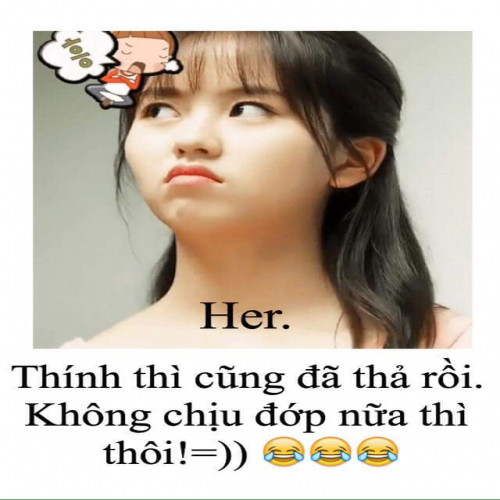 Her.
Thính thì cũng đã thả rồi.
Không chịu đớp nữa thì
thôi!=)) 😂😂😂